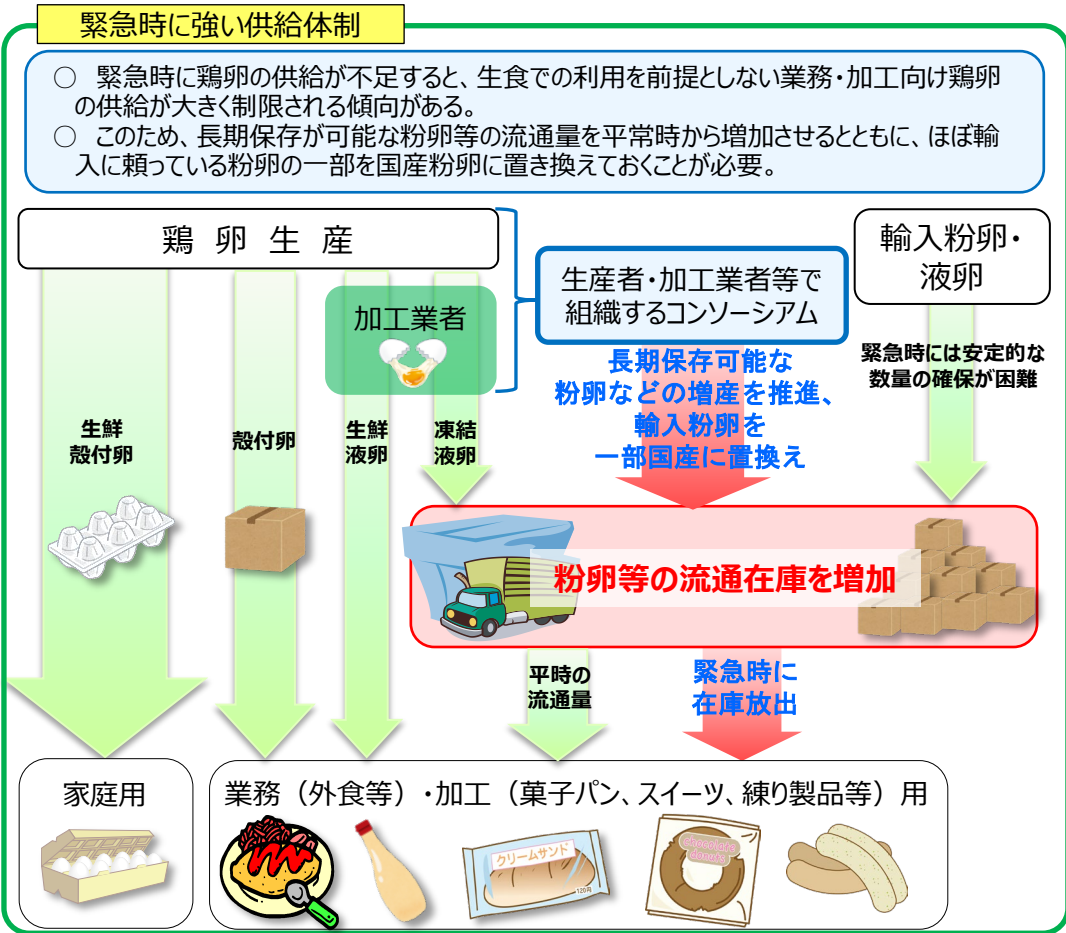 緊急時に強い供給体制
○　緊急時に鶏卵の供給が不足すると、生食での利用を前提としない業務・加工向け鶏卵
の供給が大きく制限される傾向がある。
○　このため、長期保存が可能な粉卵等の流通量を平常時から増加させるとともに、ほぼ輸
入に頼っている粉卵の一部を国産粉卵に置き換えておくことが必要。
鶏 卵 生 産
加工業者
生産者・加工業者等で
組織するコンソーシアム
輸入粉卵・
液卵
長期保存可能な
粉卵などの増産を推進、
輸入粉卵を
一部国産に置換え
緊急時には安定的な
数量の確保が困難
生鮮
殻付卵
殻付卵
生鮮
液卵
凍結
液卵
粉卵等の流通在庫を増加
平時の
流通量
緊急時に
在庫放出
家庭用
業務（外食等）・加工（菓子パン、スイーツ、練り製品等）用
クリームサンド
120円
chocolate
donuts